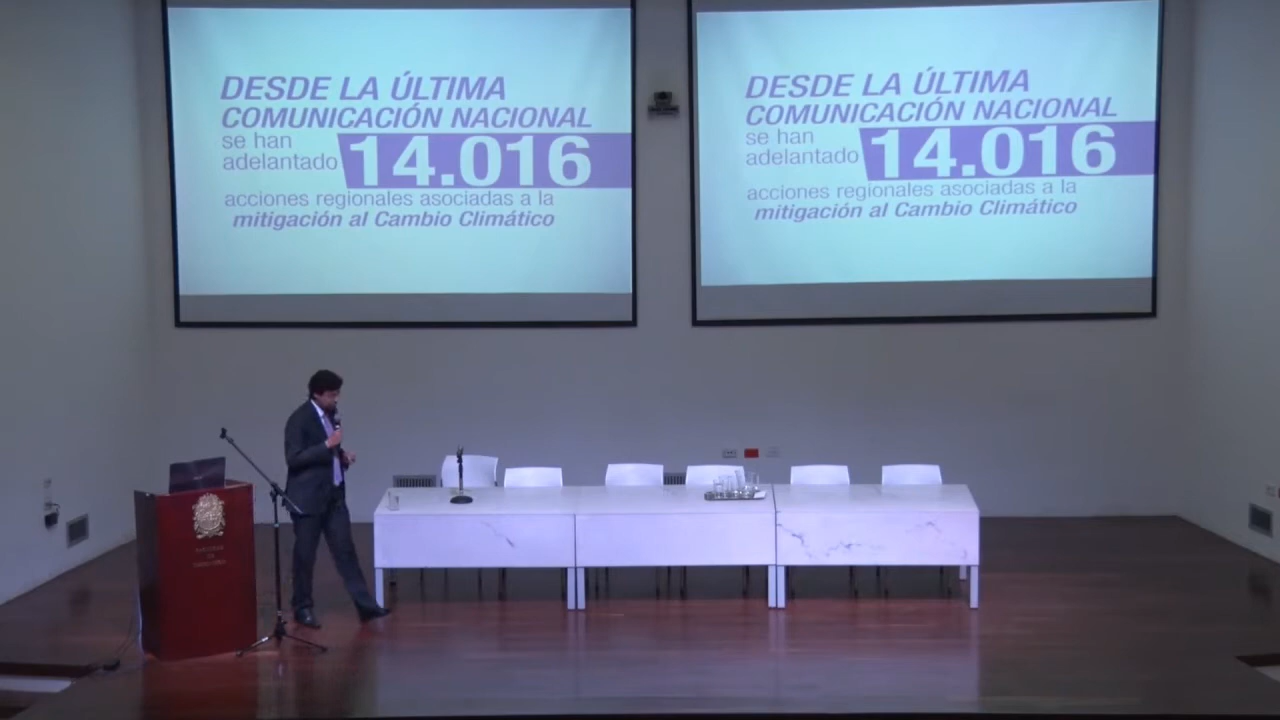 DESDE LA ÚLTIMA
COMUNICACIÓN NACIONAL
se han
adelantado 14.016
acciones regionales asociadas a la
mitigación al Cambio Climático
DESDE LA ÚLTIMA
COMUNICACIÓN NACIONAL
se han
adelantado 14.016
acciones regionales asociadas a la
mitigación al Cambio Climático